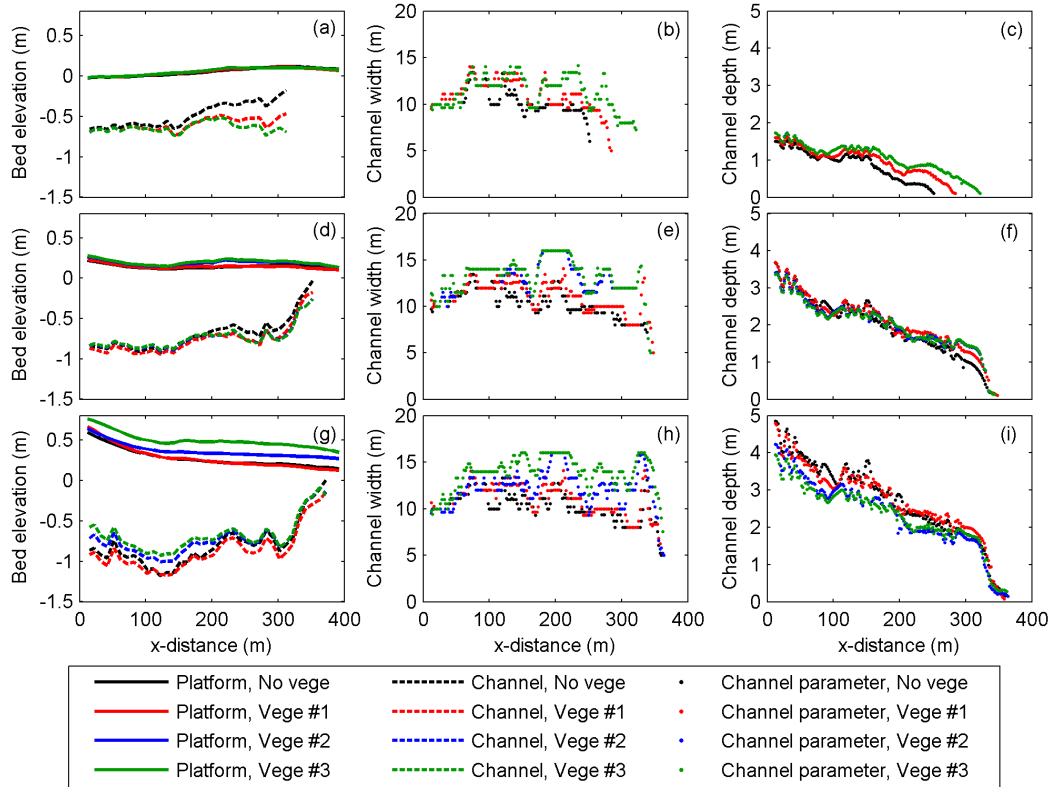 (a)
Bed elevation (m)
0.5
0
-0.5
-1
-1.5
(b)
Channel width (m)
20
15
10
5
0
(c)
Channel depth (m)
5
4
3
2
1
0
(d)
Bed elevation (m)
0.5
0
-0.5
-1
-1.5
(e)
Channel width (m)
20
15
10
5
0
(f)
Channel depth (m)
5
4
3
2
1
0
(g)
Bed elevation (m)
0.5
0
-0.5
-1
-1.5
0 100 200 300 400
x-distance (m)
(h)
Channel width (m)
20
15
10
5
0
0 100 200 300 400
x-distance (m)
(i)
Channel depth (m)
5
4
3
2
1
0
0 100 200 300 400
x-distance (m)
Platform, No vege Channel, No vege Channel parameter, No vege
Platform, Vege #1 Channel, Vege #1 Channel parameter, Vege #1
Platform, Vege #2 Channel, Vege #2 Channel parameter, Vege #2
Platform, Vege #3 Channel, Vege #3 Channel parameter, Vege #3